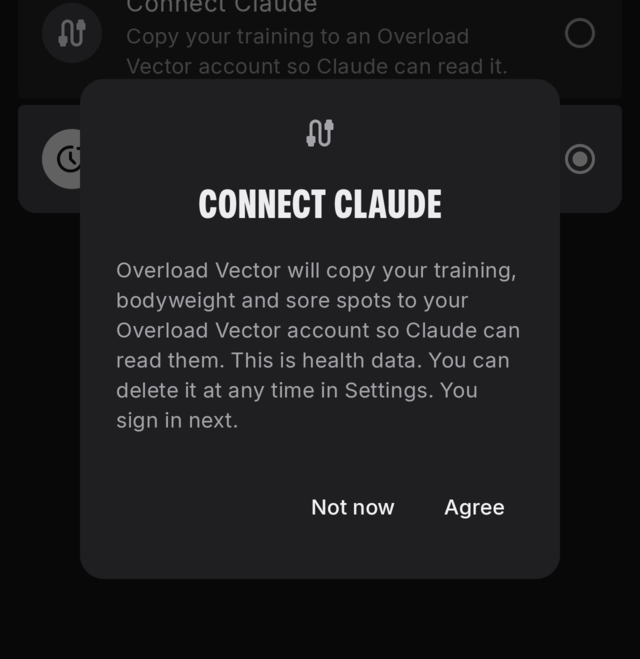 Connect Claude
Copy your training to an Overload
Vector account so Claude can read it.
CONNECT CLAUDE
Overload Vector will copy your training,
bodyweight and sore spots to your
Overload Vector account so Claude can
read them. This is health data. You can
delete it at any time in Settings. You
sign in next.
Not now Agree